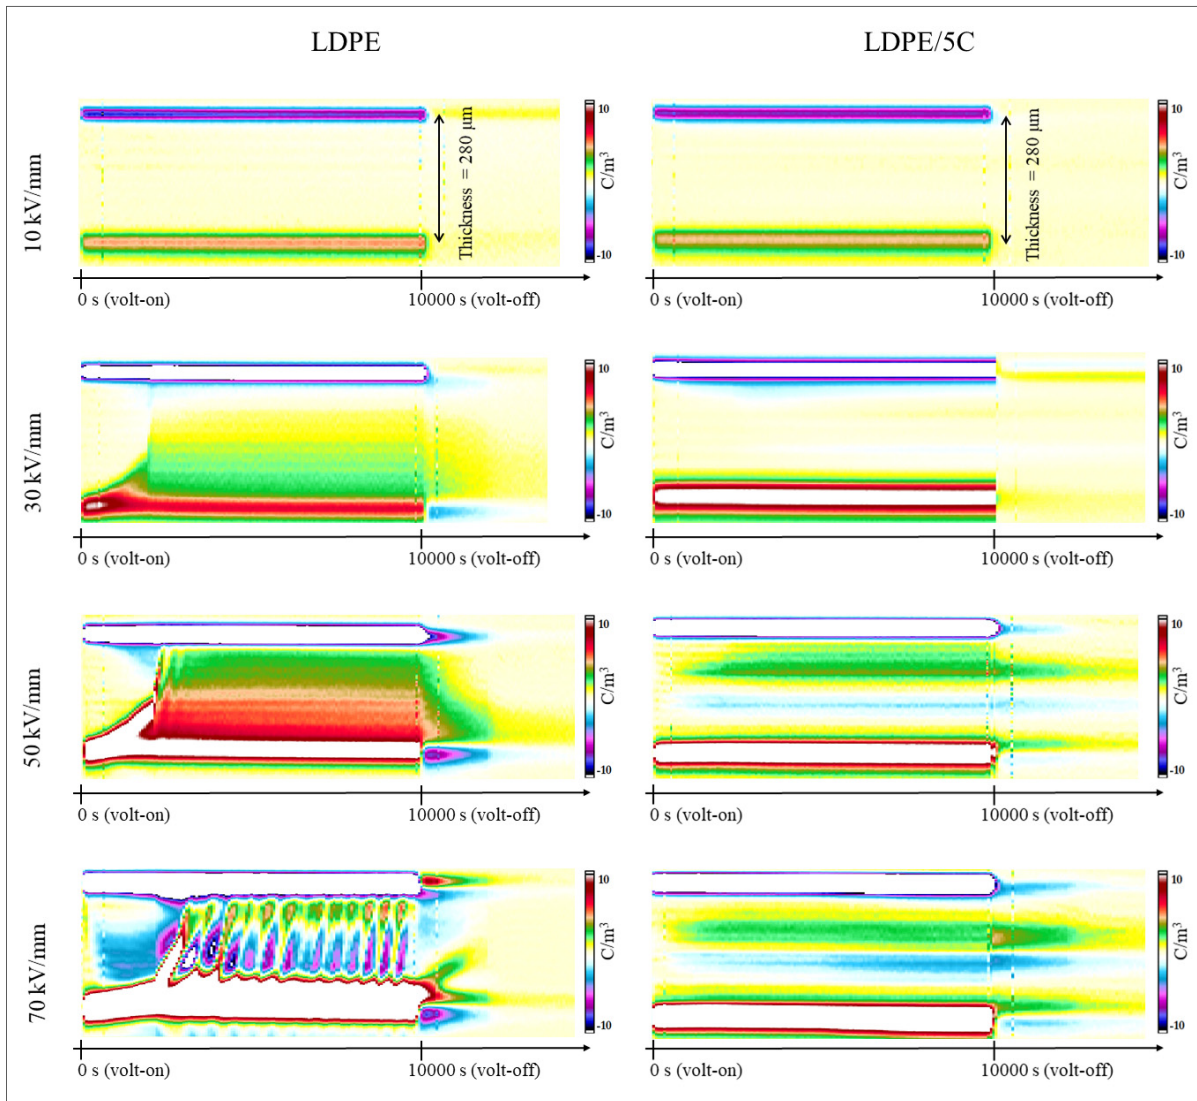 LDPE
LDPE/5C
10 kV/mm
Thickness = 280 μm
10
C/m³
-10
0 s (volt-on)
10000 s (volt-off)
Thickness = 280 μm
10
C/m³
-10
0 s (volt-on)
10000 s (volt-off)
30 kV/mm
10
C/m³
-10
0 s (volt-on)
10000 s (volt-off)
10
C/m³
-10
0 s (volt-on)
10000 s (volt-off)
50 kV/mm
10
C/m³
-10
0 s (volt-on)
10000 s (volt-off)
10
C/m³
-10
0 s (volt-on)
10000 s (volt-off)
70 kV/mm
10
C/m³
-10
0 s (volt-on)
10000 s (volt-off)
10
C/m³
-10
0 s (volt-on)
10000 s (volt-off)